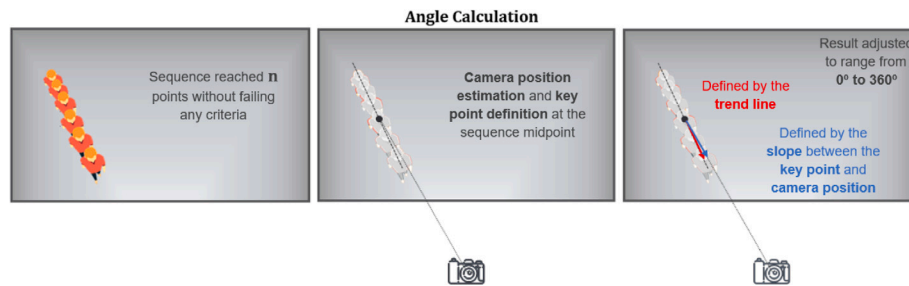 Angle Calculation
Sequence reached n
points without failing
any criteria
Camera position
estimation and key
point definition at the
sequence midpoint
Result adjusted
to range from
0º to 360º
Defined by the
trend line
Defined by the
slope between the
key point and
camera position